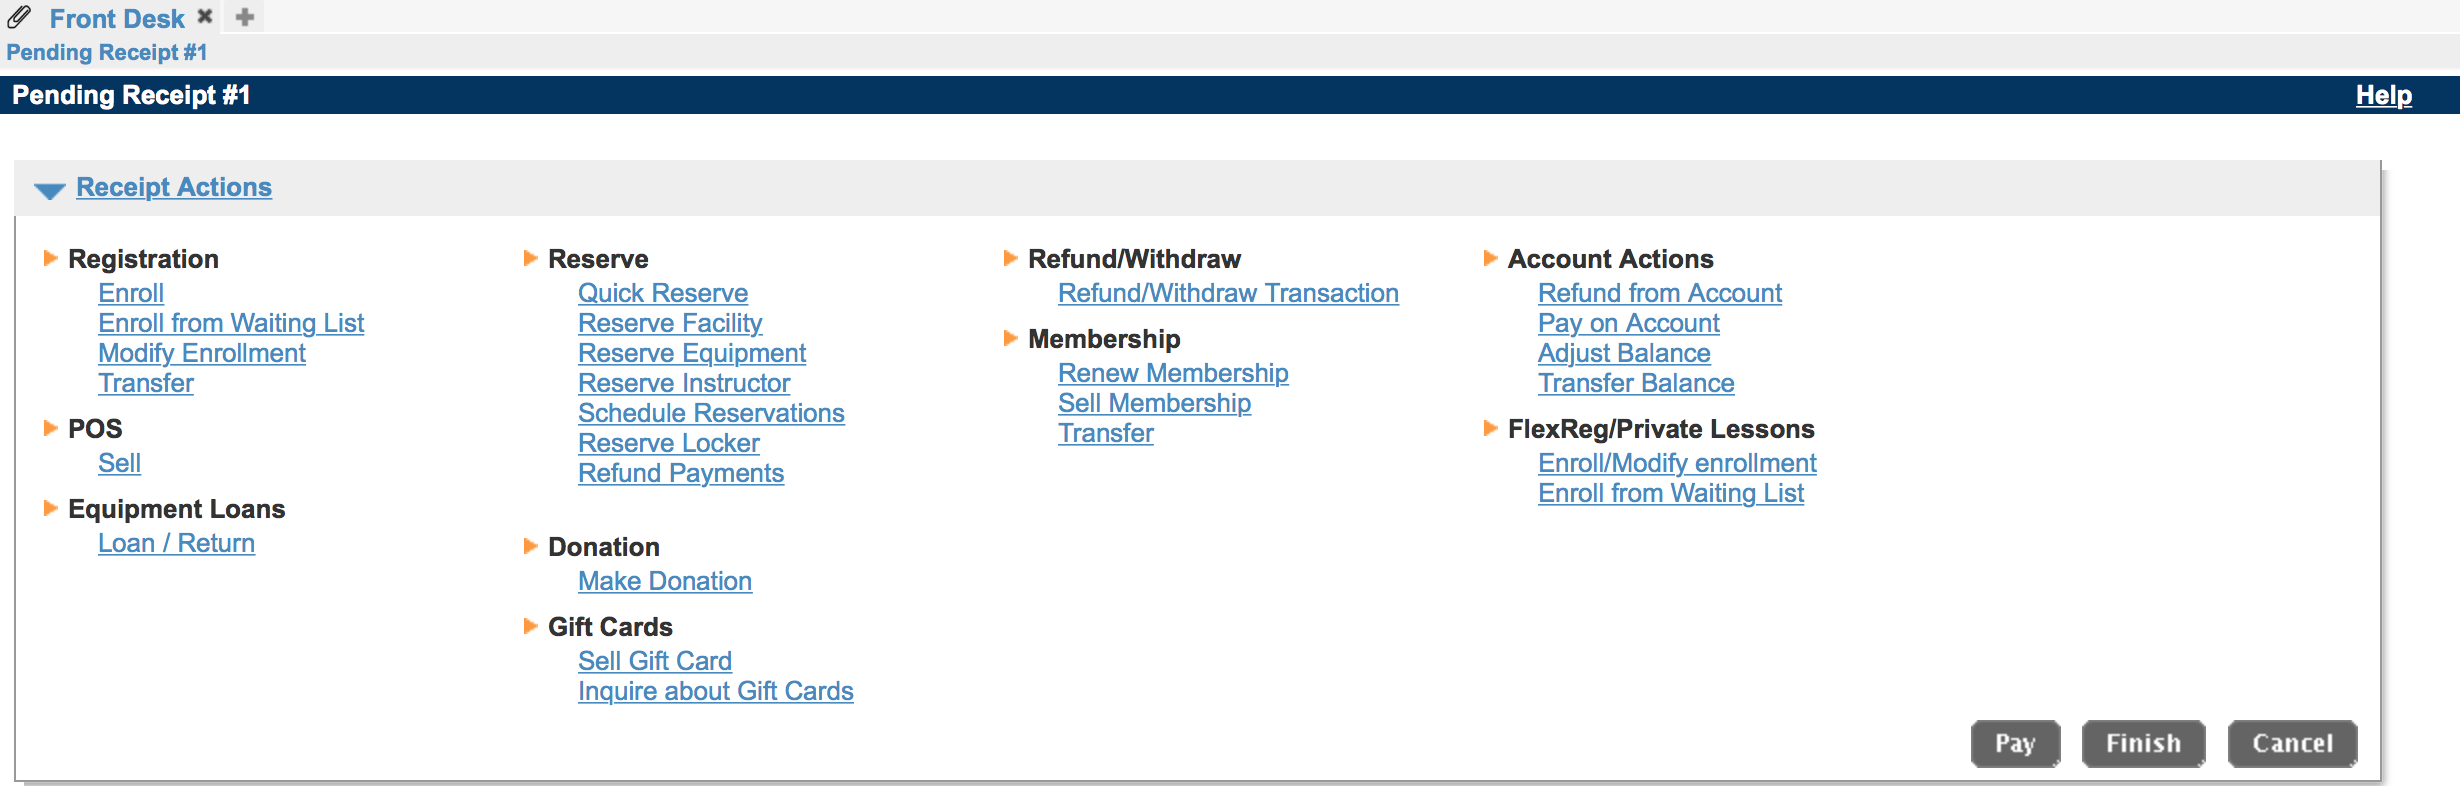 Front Desk
Pending Receipt #1
Pending Receipt #1
Help
Receipt Actions
Registration
Enroll
Enroll from Waiting List
Modify Enrollment
Transfer
POS
Sell
Equipment Loans
Loan / Return
Reserve
Quick Reserve
Reserve Facility
Reserve Equipment
Reserve Instructor
Schedule Reservations
Reserve Locker
Refund Payments
Donation
Make Donation
Gift Cards
Sell Gift Card
Inquire about Gift Cards
Refund/Withdraw
Refund/Withdraw Transaction
Membership
Renew Membership
Sell Membership
Transfer
Account Actions
Refund from Account
Pay on Account
Adjust Balance
Transfer Balance
FlexReg/Private Lessons
Enroll/Modify enrollment
Enroll from Waiting List
Pay
Finish
Cancel